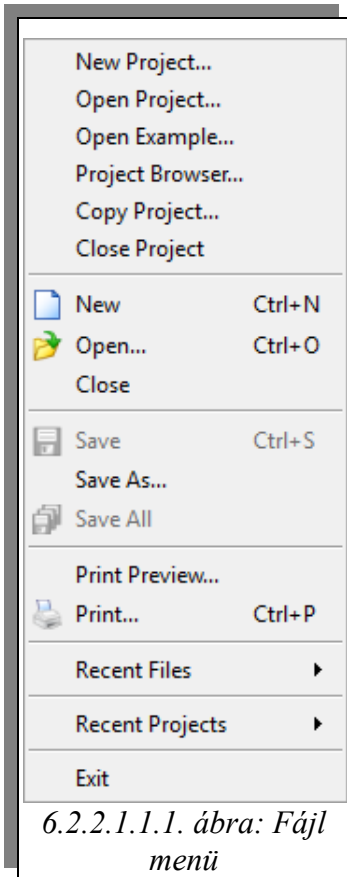 New Project...
Open Project...
Open Example...
Project Browser...
Copy Project...
Close Project
New Ctrl+N
Open... Ctrl+O
Close
Save Ctrl+S
Save As...
Save All
Print Preview...
Print... Ctrl+P
Recent Files
Recent Projects
Exit
6.2.2.1.1.1. ábra: Fájl
menü